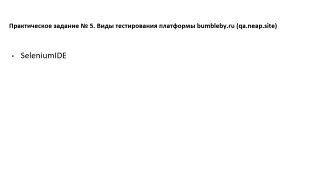 Практическое задание № 5. Виды тестирования платформы bumbleby.ru (qa.neap.site)
• SeleniumIDE